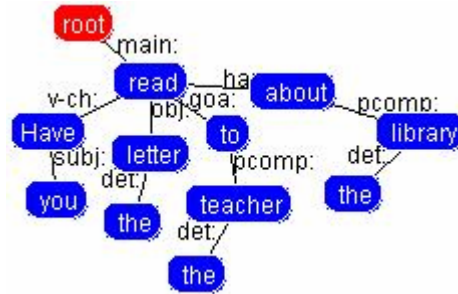 root
main:
read
v-ch: obj: goa: ha
about
pcomp:
Have letter to library
subj: det: pcomp: det:
you the teacher the
det:
the